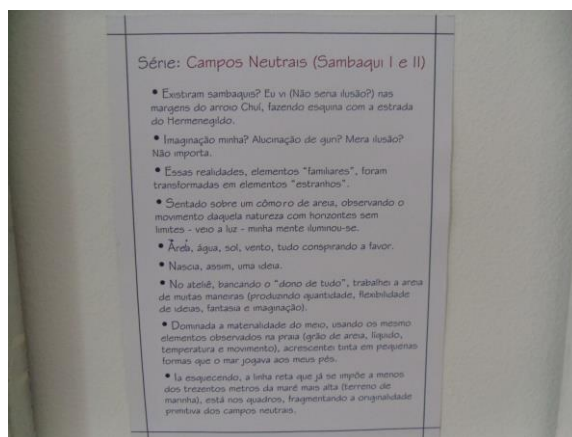 Série: Campos Neutrais (Sambaqui I e II)
• Existiram sambaquis? Eu vi (Não seria ilusão?) nas
margens do arroio Chuí, fazendo esquina com a estrada
do Hermenegildo.
• Imaginação minha? Alucinação de guri? Mera ilusão?
Não importa.
• Essas realidades, elementos "familiares", foram
transformadas em elementos "estranhos".
• Sentado sobre um cômoro de areia, observando o
movimento daquela natureza com horizontes sem
limites - veio a luz - minha mente iluminou-se.
• Areia, água, sol, vento, tudo conspirando a favor.
• Nascia, assim, uma ideia.
• No ateliê, bancando o "dono de tudo", trabalhei a areia
de muitas maneiras (produzindo quantidade, flexibilidade
de ideias, fantasia e imaginação).
• Dominada a materialidade do meio, usando os mesmo
elementos observados na praia (grão de areia, líquido,
temperatura e movimento), acrescentei tinta em pequenas
formas que o mar jogava aos meus pés.
• Ia esquecendo, a linha reta que já se impõe a menos
dos trezentos metros da maré mais alta (terreno de
marinha), está nos quadros, fragmentando a originalidade
primitiva dos campos neutrais.